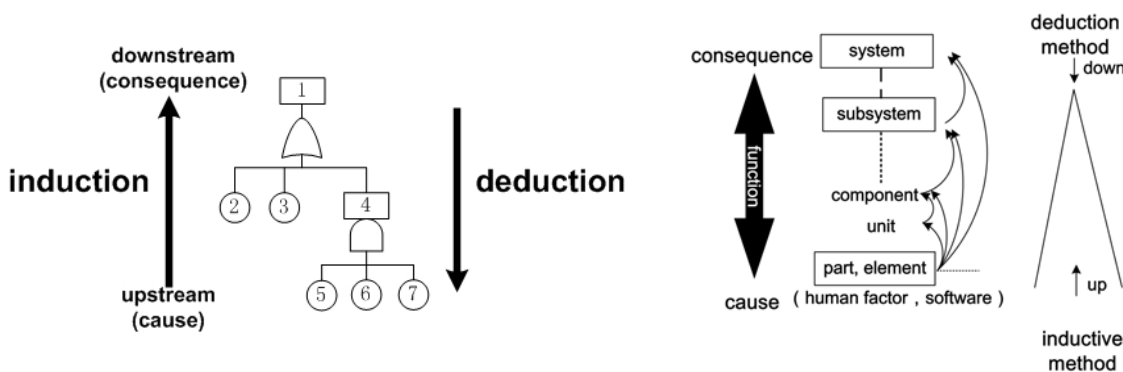 downstream
(consequence)
induction
upstream
(cause)
1
2
3
4
5
6
7
deduction
consequence
function
cause
system
subsystem
component
unit
part, element
( human factor , software )
deduction
method
down
up
inductive
method